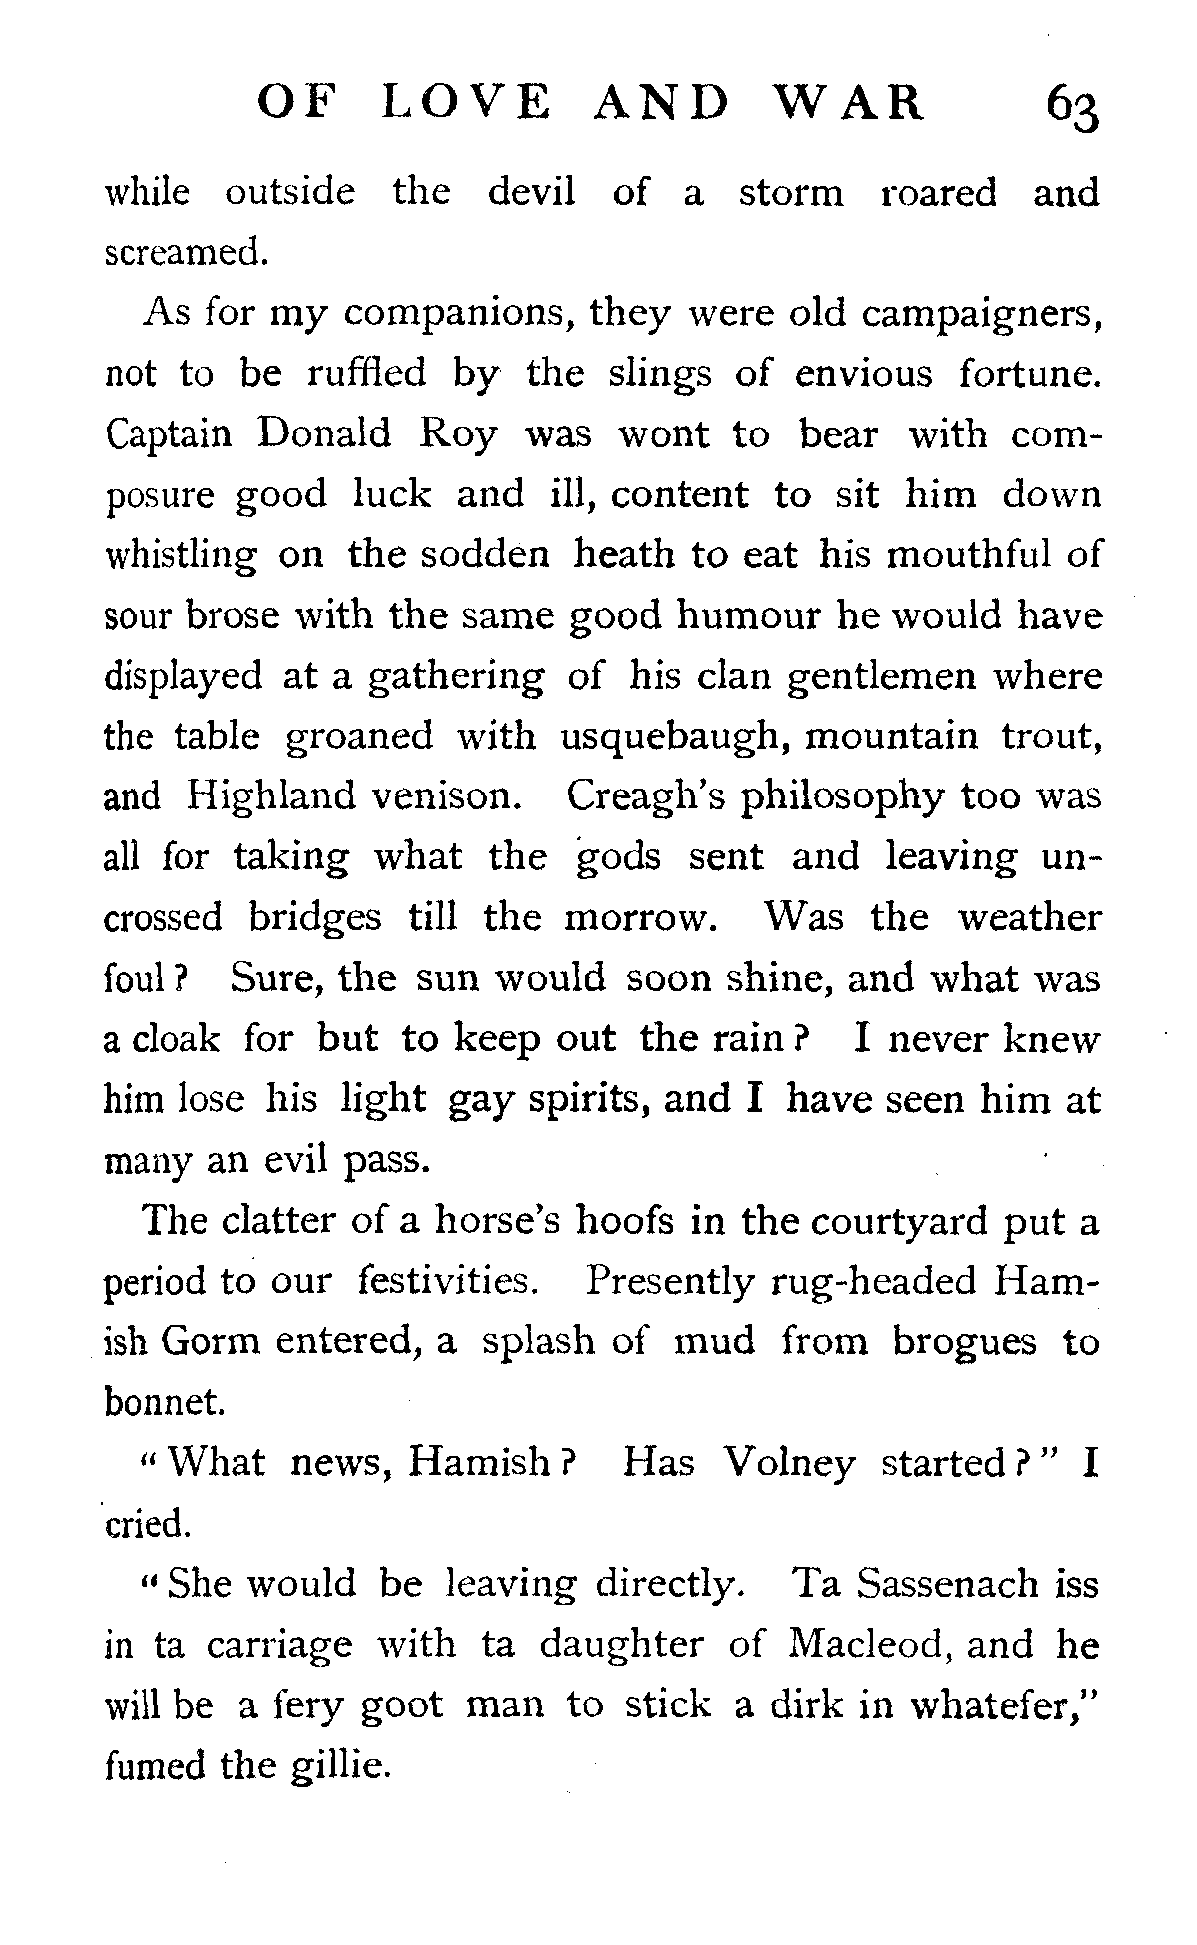 OF LOVE AND WAR 63
while outside the devil of a storm roared and
screamed.
As for my companions, they were old campaigners,
not to be ruffled by the slings of envious fortune.
Captain Donald Roy was wont to bear with com-
posure good luck and ill, content to sit him down
whistling on the sodden heath to eat his mouthful of
sour brose with the same good humour he would have
displayed at a gathering of his clan gentlemen where
the table groaned with usquebaugh, mountain trout,
and Highland venison. Creagh's philosophy too was
all for taking what the gods sent and leaving un-
crossed bridges till the morrow. Was the weather
foul? Sure, the sun would soon shine, and what was
a cloak for but to keep out the rain? I never knew
him lose his light gay spirits, and I have seen him at
many an evil pass.
The clatter of a horse's hoofs in the courtyard put a
period to our festivities. Presently rug-headed Ham-
ish Gorm entered, a splash of mud from brogues to
bonnet.
"What news, Hamish? Has Volney started?" I
cried.
"She would be leaving directly. Ta Sassenach iss
in ta carriage with ta daughter of Macleod, and he
will be a fery goot man to stick a dirk in whatefer,"
fumed the gillie.